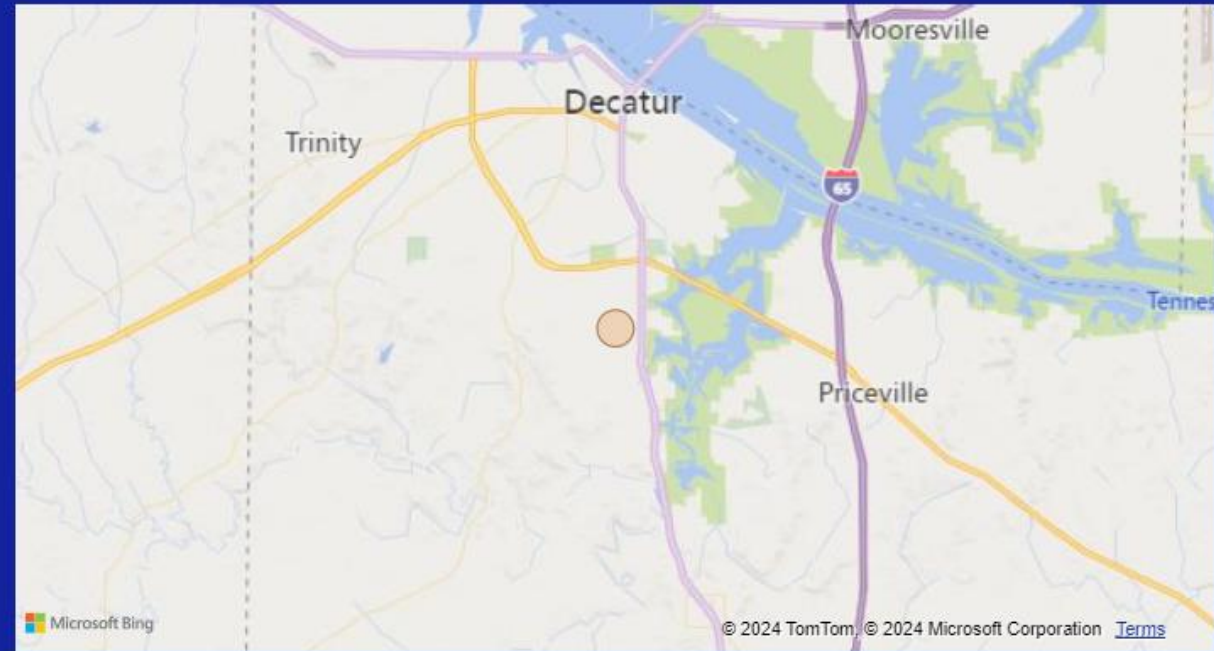 Mooresville
Decatur
Trinity
65
Tennes
Priceville
Microsoft Bing
© 2024 TomTom, © 2024 Microsoft Corporation Terms